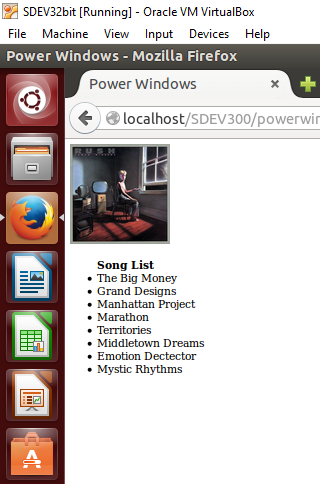 SDEV32bit [Running] - Oracle VM VirtualBox
File Machine View Input Devices Help
Power Windows - Mozilla Firefox
Power Windows
localhost/SDEV300/powerwin
RUSH
Song List
The Big Money
Grand Designs
Manhattan Project
Marathon
Territories
Middletown Dreams
Emotion Dectector
Mystic Rhythms